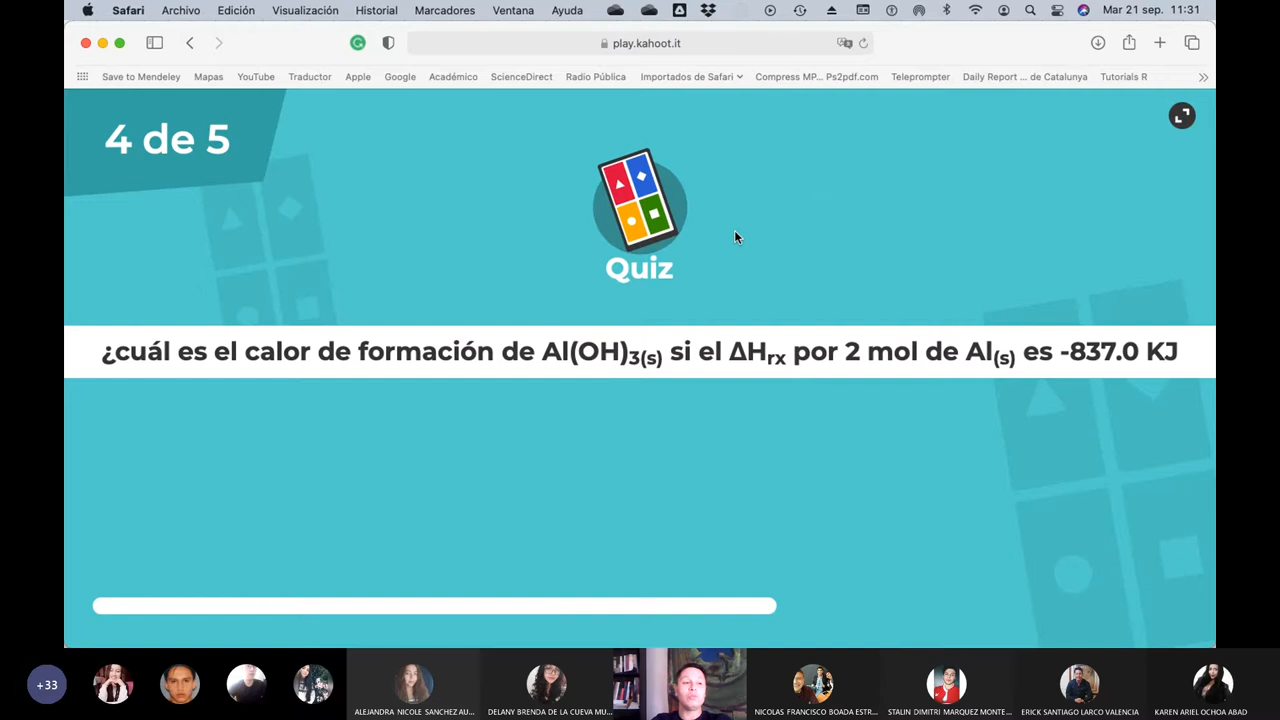 Safari Archivo Edición Visualización Historial Marcadores Ventana Ayuda Mar 21 sep. 11:31
play.kahoot.it
Save to Mendeley Mapas YouTube Traductor Apple Google Académico ScienceDirect Radio Pública Importados de Safari Compress MP... Ps2pdf.com Teleprompter Daily Report ... de Catalunya Tutorials R
4 de 5
Quiz
¿cuál es el calor de formación de Al(OH)3(s) si el ΔHrx por 2 mol de Al(s) es -837.0 KJ
+33
ALEJANDRA NICOLE SANCHEZ AU... DELANY BRENDA DE LA CUEVA MU... NICOLAS FRANCISCO BOADA ESTR... STALIN DIMITRI MARQUEZ MONTE... ERICK SANTIAGO LARCO VALENCIA KAREN ARIEL OCHOA ABAD